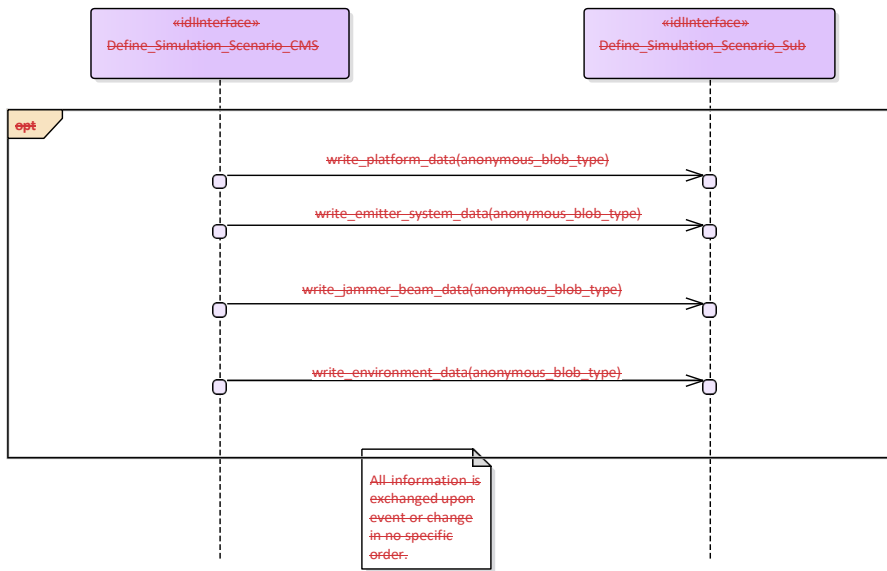 «idlInterface»
Define_Simulation_Scenario_CMS
«idlInterface»
Define_Simulation_Scenario_Sub
opt
write_platform_data(anonymous_blob_type)
write_emitter_system_data(anonymous_blob_type)
write_jammer_beam_data(anonymous_blob_type)
write_environment_data(anonymous_blob_type)
All information is
exchanged upon
event or change
in no specific
order.